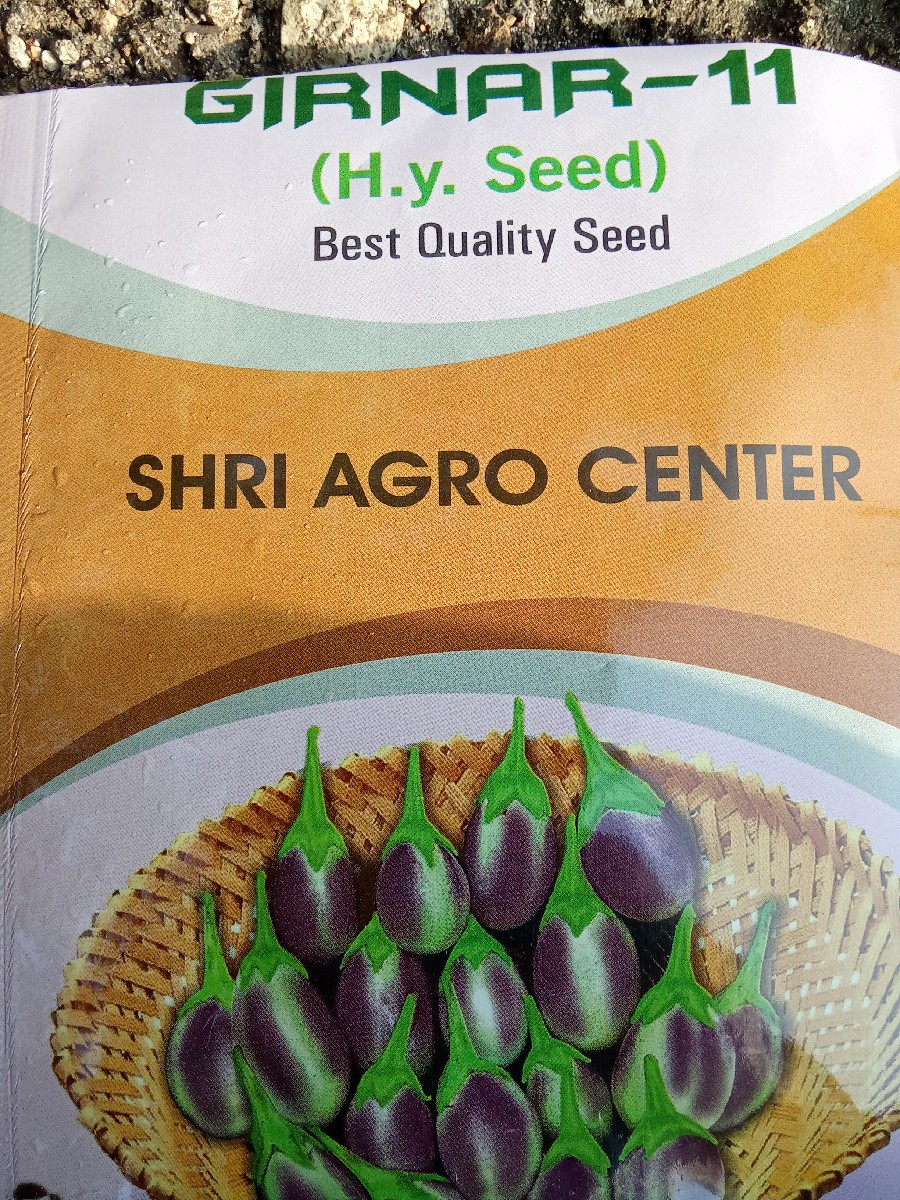 GIRNAR-11
(H.y. Seed)
Best Quality Seed
SHRI AGRO CENTER